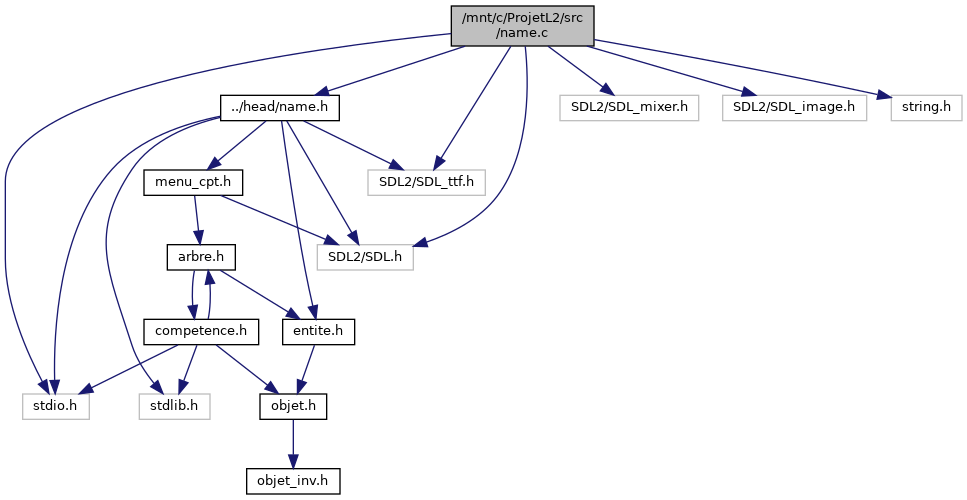 /mnt/c/ProjetL2/src
/name.c
../head/name.h
SDL2/SDL_mixer.h
SDL2/SDL_image.h
string.h
menu_cpt.h
SDL2/SDL_ttf.h
arbre.h
SDL2/SDL.h
competence.h
entite.h
stdio.h
stdlib.h
objet.h
objet_inv.h